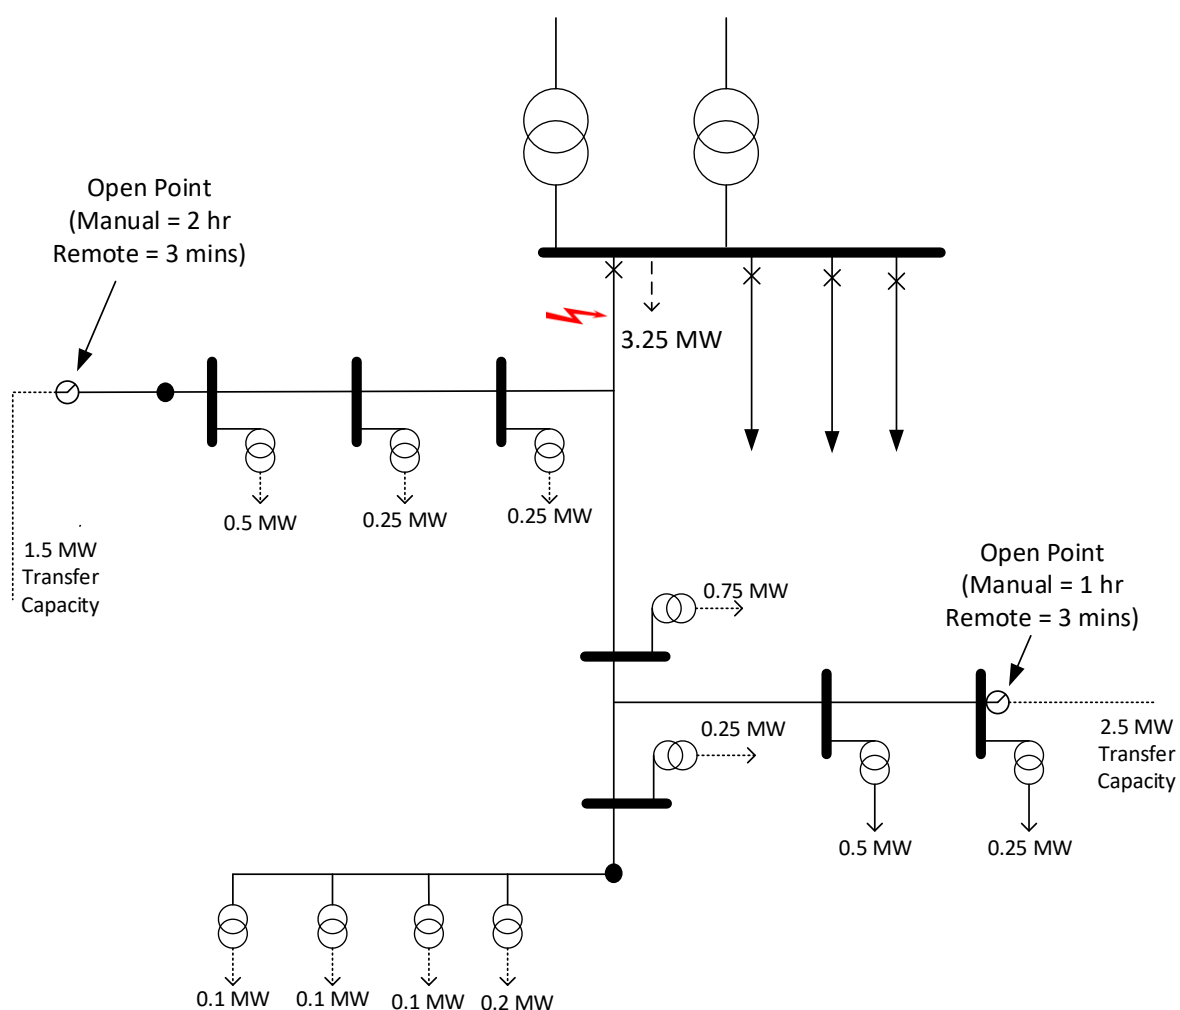 Open Point
(Manual = 2 hr
Remote = 3 mins)
3.25 MW
0.5 MW
0.25 MW
0.25 MW
1.5 MW
Transfer
Capacity
Open Point
(Manual = 1 hr
Remote = 3 mins)
0.75 MW
0.25 MW
2.5 MW
Transfer
Capacity
0.5 MW
0.25 MW
0.1 MW
0.1 MW
0.1 MW
0.2 MW